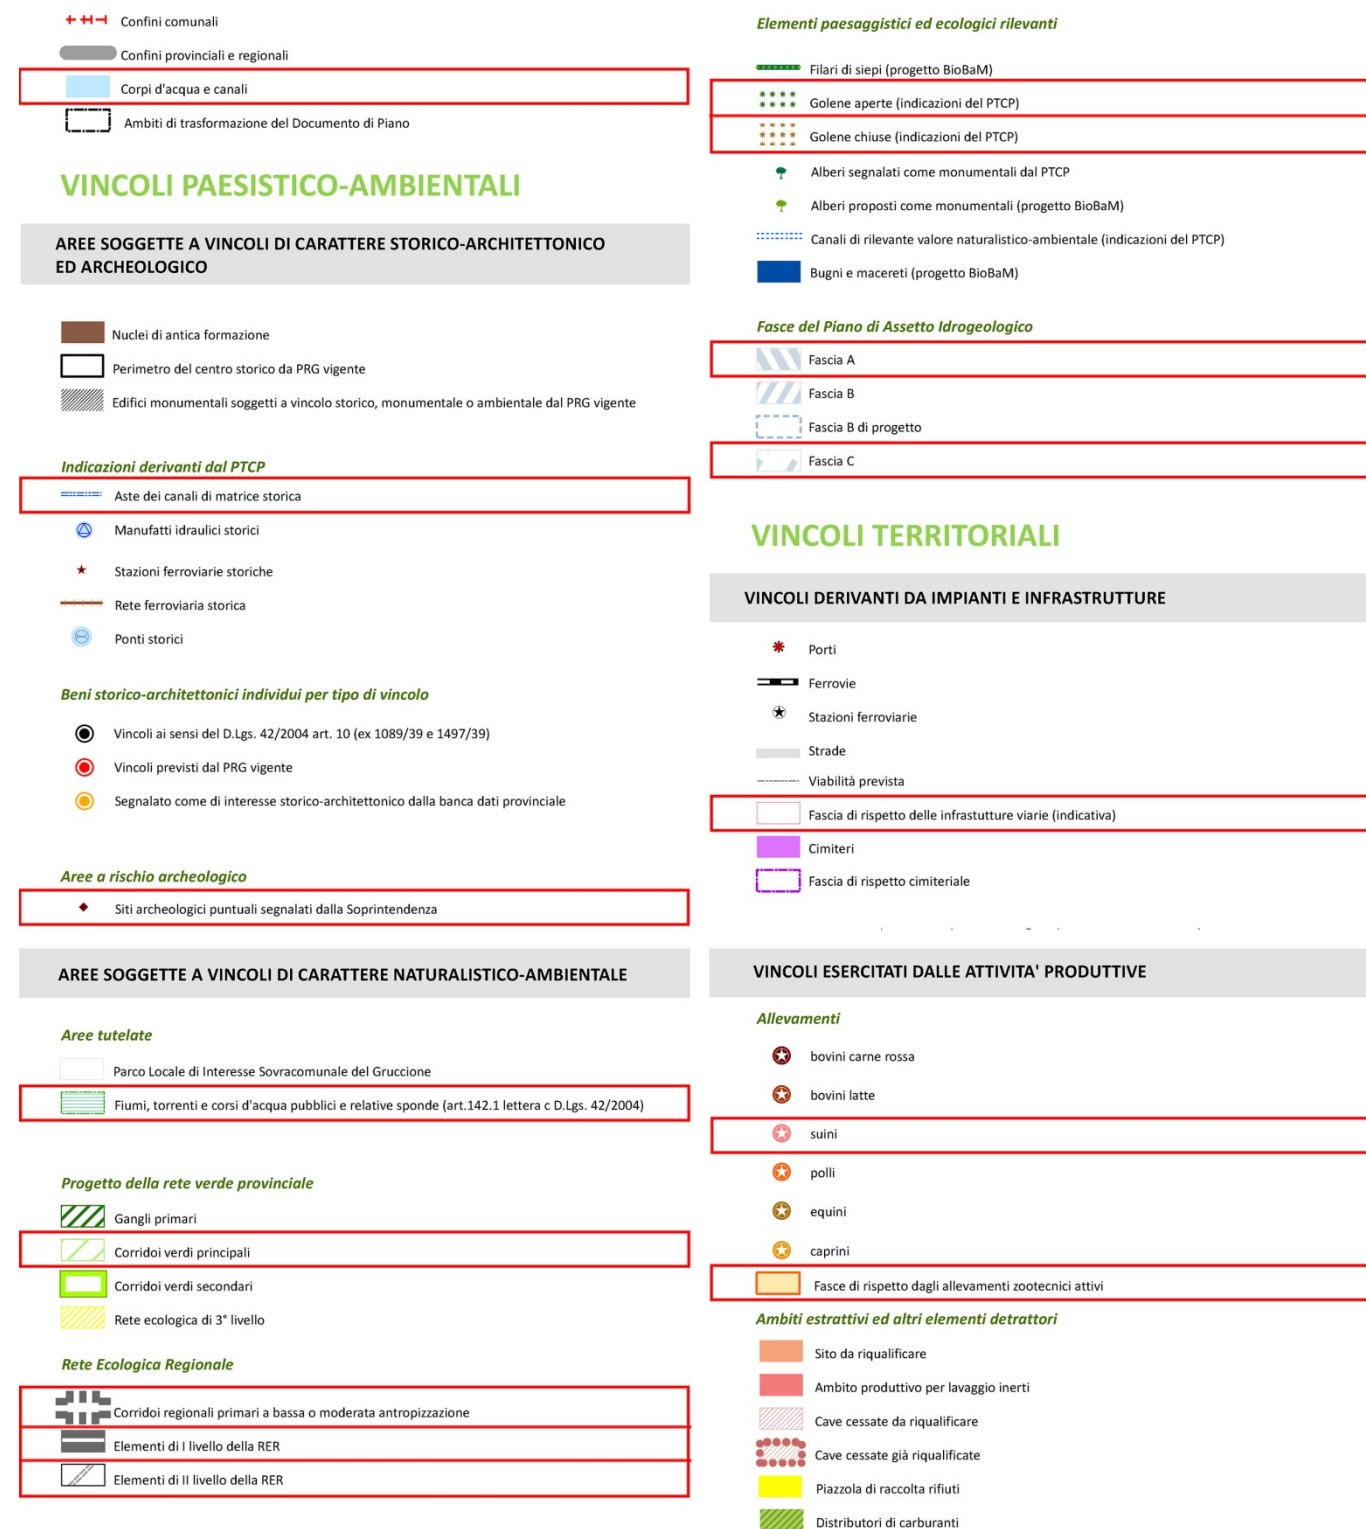 Confini comunali
Confini provinciali e regionali
Corpi d'acqua e canali
Ambiti di trasformazione del Documento di Piano
VINCOLI PAESISTICO-AMBIENTALI
AREE SOGGETTE A VINCOLI DI CARATTERE STORICO-ARCHITETTONICO
ED ARCHEOLOGICO
Nuclei di antica formazione
Perimetro del centro storico da PRG vigente
Edifici monumentali soggetti a vincolo storico, monumentale o ambientale dal PRG vigente
Indicazioni derivanti dal PTCP
Aste dei canali di matrice storica
Manufatti idraulici storici
Stazioni ferroviarie storiche
Rete ferroviaria storica
Ponti storici
Beni storico-architettonici individui per tipo di vincolo
Vincoli ai sensi del D.Lgs. 42/2004 art. 10 (ex 1089/39 e 1497/39)
Vincoli previsti dal PRG vigente
Segnalato come di interesse storico-architettonico dalla banca dati provinciale
Aree a rischio archeologico
Siti archeologici puntuali segnalati dalla Soprintendenza
AREE SOGGETTE A VINCOLI DI CARATTERE NATURALISTICO-AMBIENTALE
Aree tutelate
Parco Locale di Interesse Sovracomunale del Gruccione
Fiumi, torrenti e corsi d'acqua pubblici e relative sponde (art.142.1 lettera c D.Lgs. 42/2004)
Progetto della rete verde provinciale
Gangli primari
Corridoi verdi principali
Corridoi verdi secondari
Rete ecologica di 3° livello
Rete Ecologica Regionale
Corridoi regionali primari a bassa o moderata antropizzazione
Elementi di I livello della RER
Elementi di II livello della RER
Elementi paesaggistici ed ecologici rilevanti
Filari di siepi (progetto BioBaM)
Golene aperte (indicazioni del PTCP)
Golene chiuse (indicazioni del PTCP)
Alberi segnalati come monumentali dal PTCP
Alberi proposti come monumentali (progetto BioBaM)
Canali di rilevante valore naturalistico-ambientale (indicazioni del PTCP)
Bugni e macereti (progetto BioBaM)
Fasce del Piano di Assetto Idrogeologico
Fascia A
Fascia B
Fascia B di progetto
Fascia C
VINCOLI TERRITORIALI
VINCOLI DERIVANTI DA IMPIANTI E INFRASTRUTTURE
Porti
Ferrovie
Stazioni ferroviarie
Strade
Viabilità prevista
Fascia di rispetto delle infrastutture viarie (indicativa)
Cimiteri
Fascia di rispetto cimiteriale
VINCOLI ESERCITATI DALLE ATTIVITA' PRODUTTIVE
Allevamenti
bovini carne rossa
bovini latte
suini
polli
equini
caprini
Fasce di rispetto dagli allevamenti zootecnici attivi
Ambiti estrattivi ed altri elementi detrattori
Sito da riqualificare
Ambito produttivo per lavaggio inerti
Cave cessate da riqualificare
Cave cessate già riqualificate
Piazzola di raccolta rifiuti
Distributori di carburanti